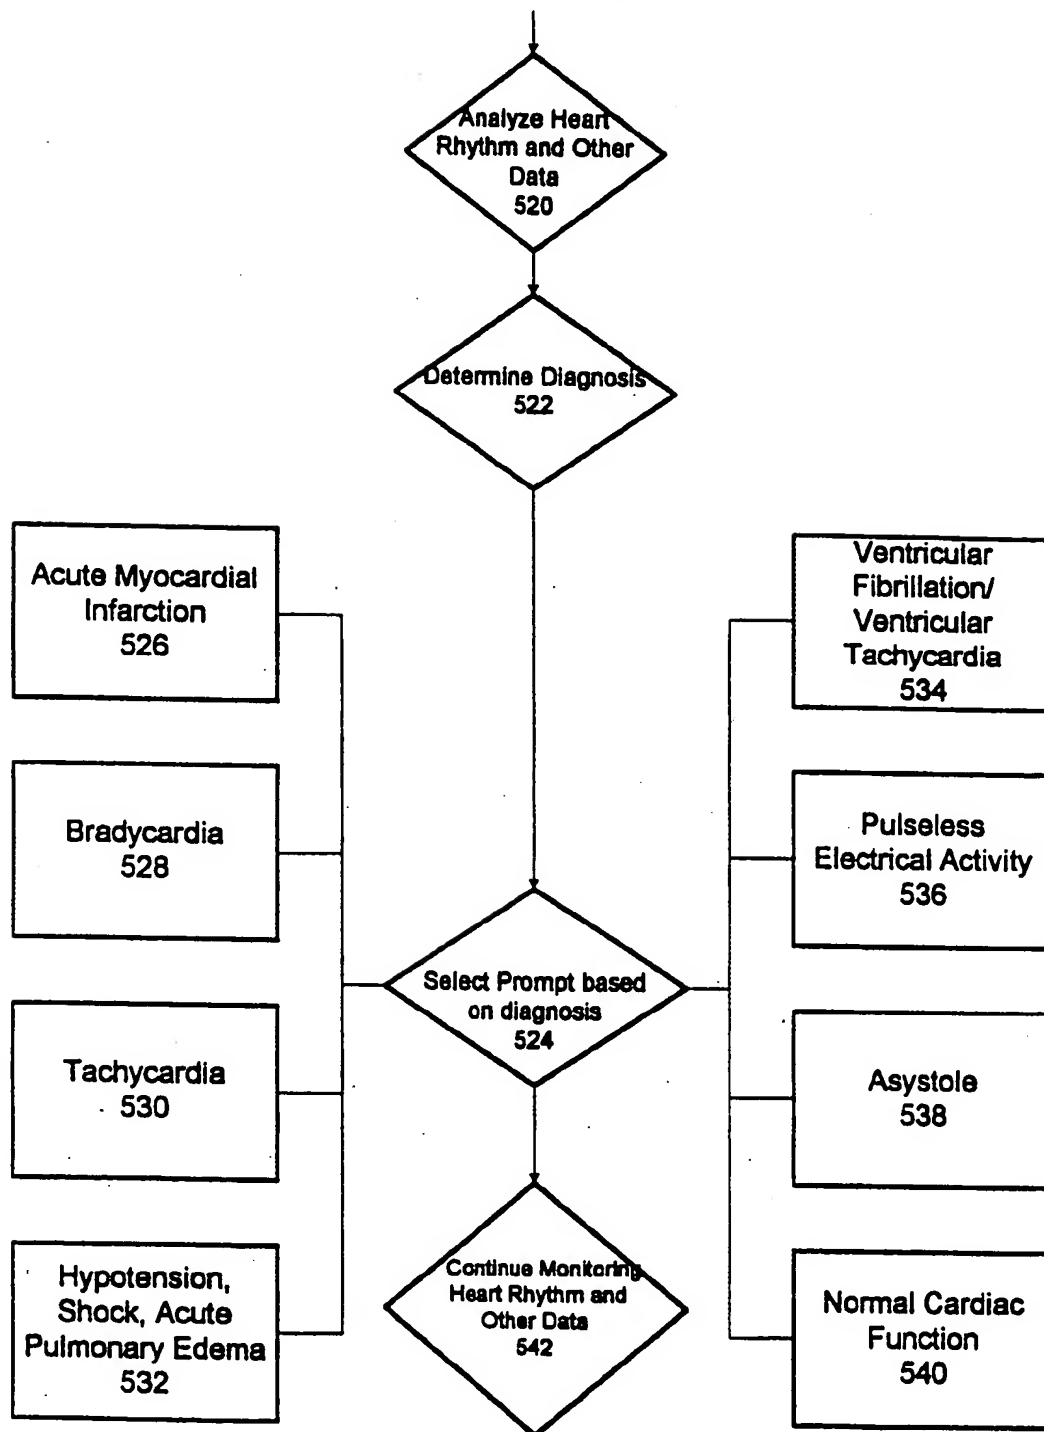 Analyze Heart
Rhythm and Other
Data
520
Determine Diagnosis
522
Acute Myocardial
Infarction
526
Bradycardia
528
Tachycardia
530
Hypotension,
Shock, Acute
Pulmonary Edema
532
Select Prompt based
on diagnosis
524
Continue Monitoring
Heart Rhythm and
Other Data
542
Ventricular
Fibrillation/
Ventricular
Tachycardia
534
Pulseless
Electrical Activity
536
Asystole
538
Normal Cardiac
Function
540